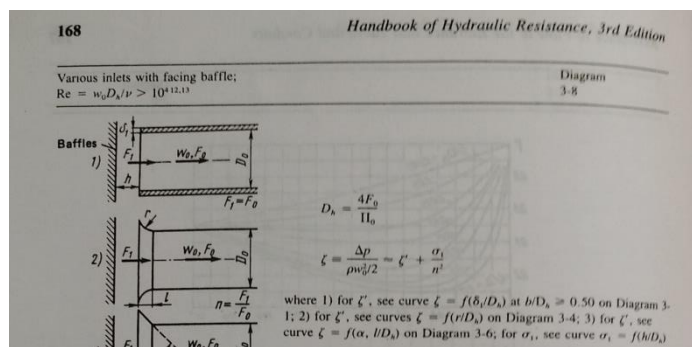 168
Handbook of Hydraulic Resistance, 3rd Edition
Various inlets with facing baffle;
Re = w₀Dₕ/ν > 10⁴ ¹²,¹³
Diagram
3-8
Baffles
1)
δ₁
F₁
w₀,F₀
D₀
h
F₁=F₀
Dₕ = 4F₀/Π₀
2)
r
F₁
w₀,F₀
D₀
l
n= F₁/F₀
ζ = Δp/(ρw₀²/2) = ζ′ + σ₁/n²
where 1) for ζ′, see curve ζ = f(δ₁/Dₕ) at b/Dₕ ≥ 0.50 on Diagram 3-
1; 2) for ζ′, see curves ζ = f(r/Dₕ) on Diagram 3-4; 3) for ζ′, see
curve ζ = f(α, l/Dₕ) on Diagram 3-6; for σ₁, see curve σ₁ = f(h/Dₕ)
F₁
w₀,F₀